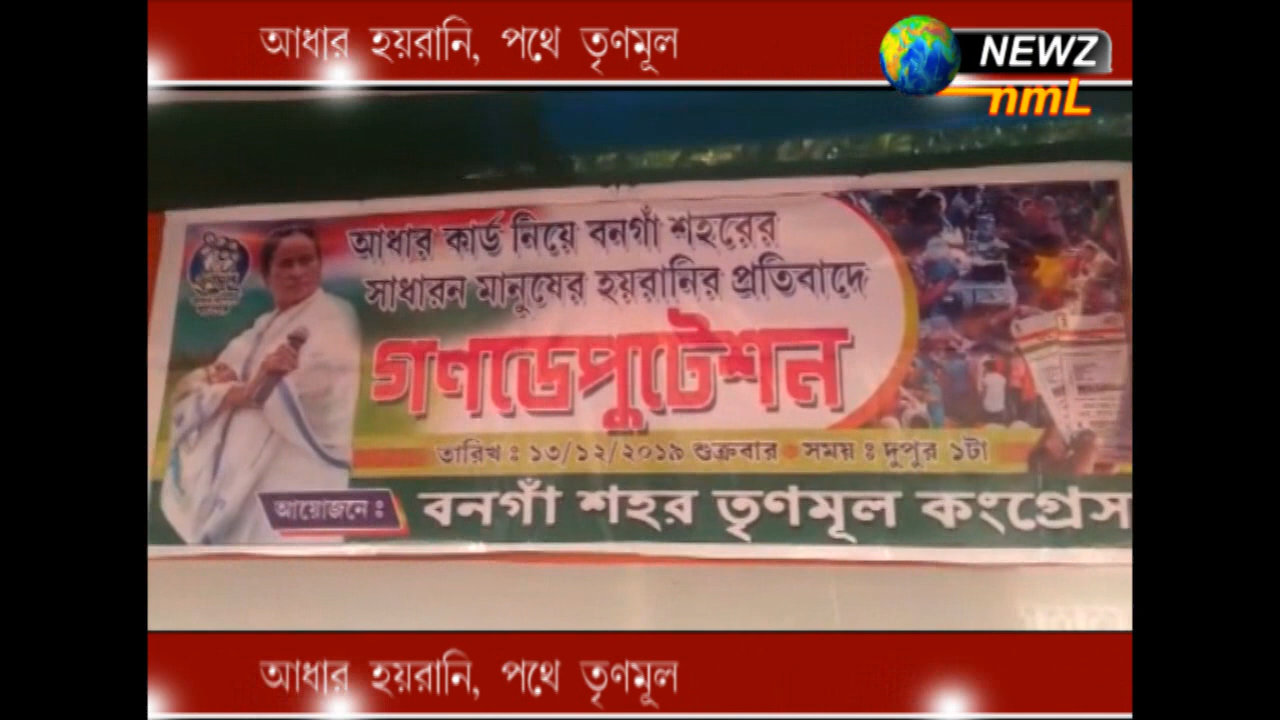 আধার হয়রানি, পথে তৃণমূল
NEWZ
nmL
আধার কার্ড নিয়ে বনগাঁ শহরের
সাধারন মানুষের হয়রানির প্রতিবাদে
গণডেপুটেশন
তারিখ ঃ ১৩/১২/২০১৯ শুক্রবার • সময় ঃ দুপুর ১টা
আয়োজনে ঃ বনগাঁ শহর তৃণমূল কংগ্রেস
আধার হয়রানি, পথে তৃণমূল